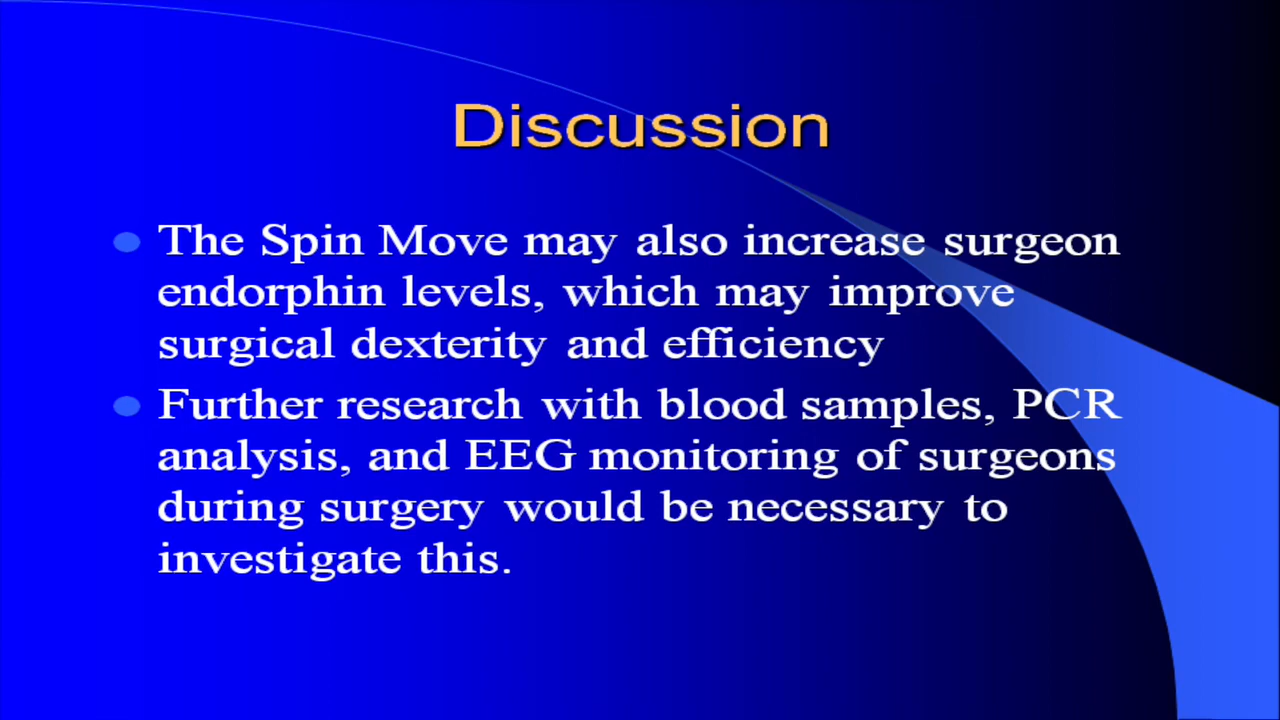 Discussion
The Spin Move may also increase surgeon
endorphin levels, which may improve
surgical dexterity and efficiency
Further research with blood samples, PCR
analysis, and EEG monitoring of surgeons
during surgery would be necessary to
investigate this.